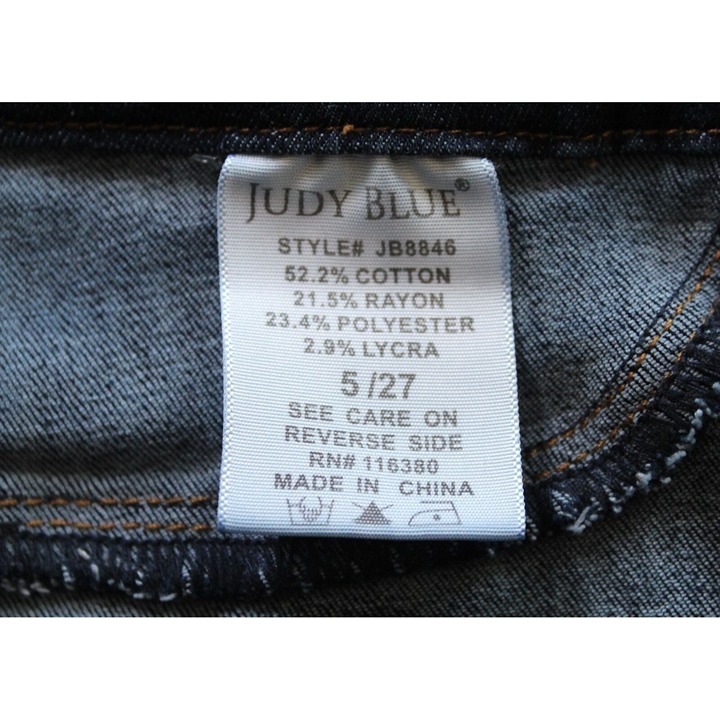 JUDY BLUE®
STYLE# JB8846
52.2% COTTON
21.5% RAYON
23.4% POLYESTER
2.9% LYCRA
5/27
SEE CARE ON
REVERSE SIDE
RN# 116380
MADE IN CHINA